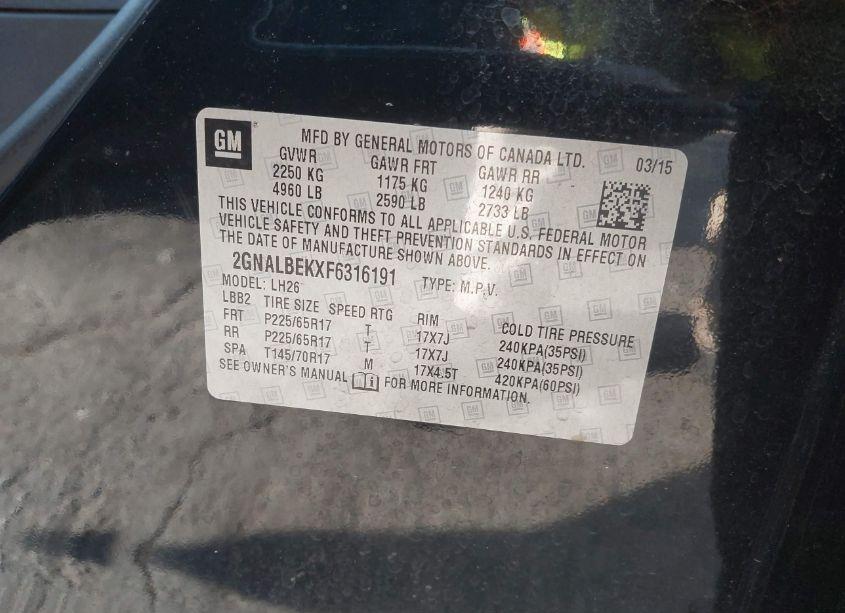 GM
MFD BY GENERAL MOTORS OF CANADA LTD. 03/15
GVWR GAWR FRT GAWR RR
2250 KG 1175 KG 1240 KG
4960 LB 2590 LB 2733 LB
THIS VEHICLE CONFORMS TO ALL APPLICABLE U.S. FEDERAL MOTOR
VEHICLE SAFETY AND THEFT PREVENTION STANDARDS IN EFFECT ON
THE DATE OF MANUFACTURE SHOWN ABOVE.
2GNALBEKXF6316191 TYPE: M.P.V.
MODEL: LH26
LBB2 TIRE SIZE SPEED RTG RIM COLD TIRE PRESSURE
FRT P225/65R17 T 17X7J 240KPA(35PSI)
RR P225/65R17 T 17X7J 240KPA(35PSI)
SPA T145/70R17 M 17X4.5T 420KPA(60PSI)
SEE OWNER'S MANUAL FOR MORE INFORMATION.